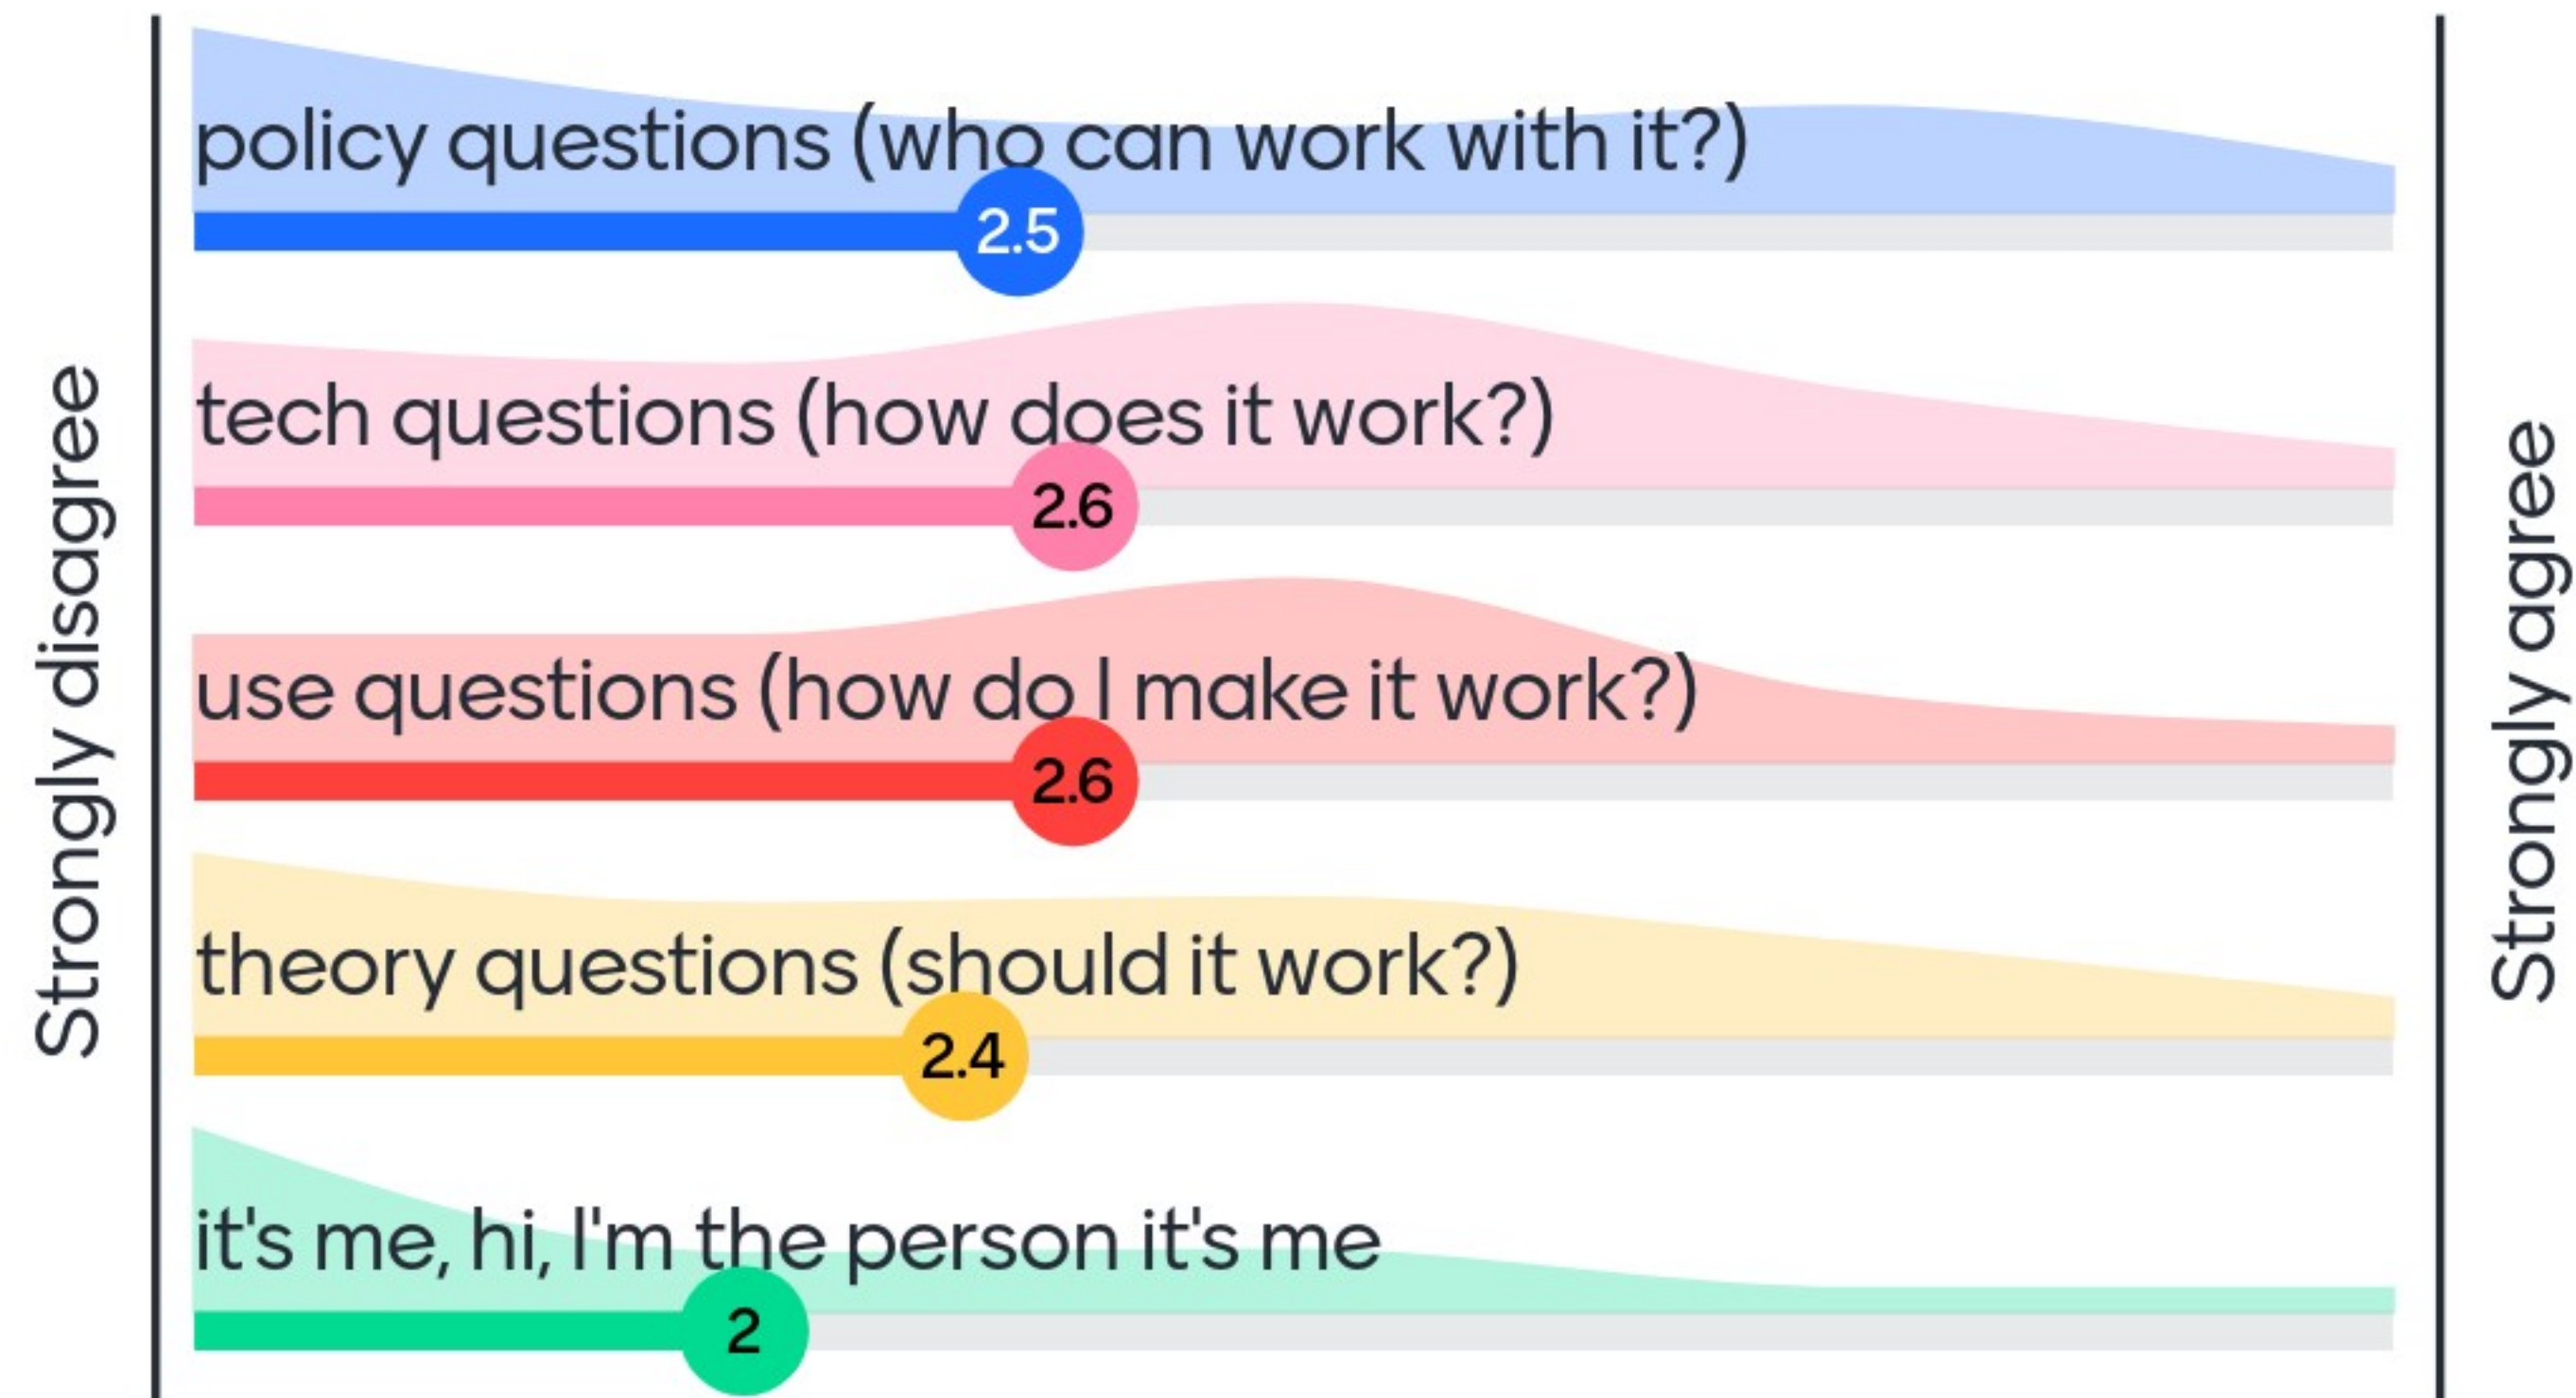 Strongly disagree
policy questions (who can work with it?)
2.5
tech questions (how does it work?)
2.6
use questions (how do I make it work?)
2.6
theory questions (should it work?)
2.4
it's me, hi, I'm the person it's me
2
Strongly agree